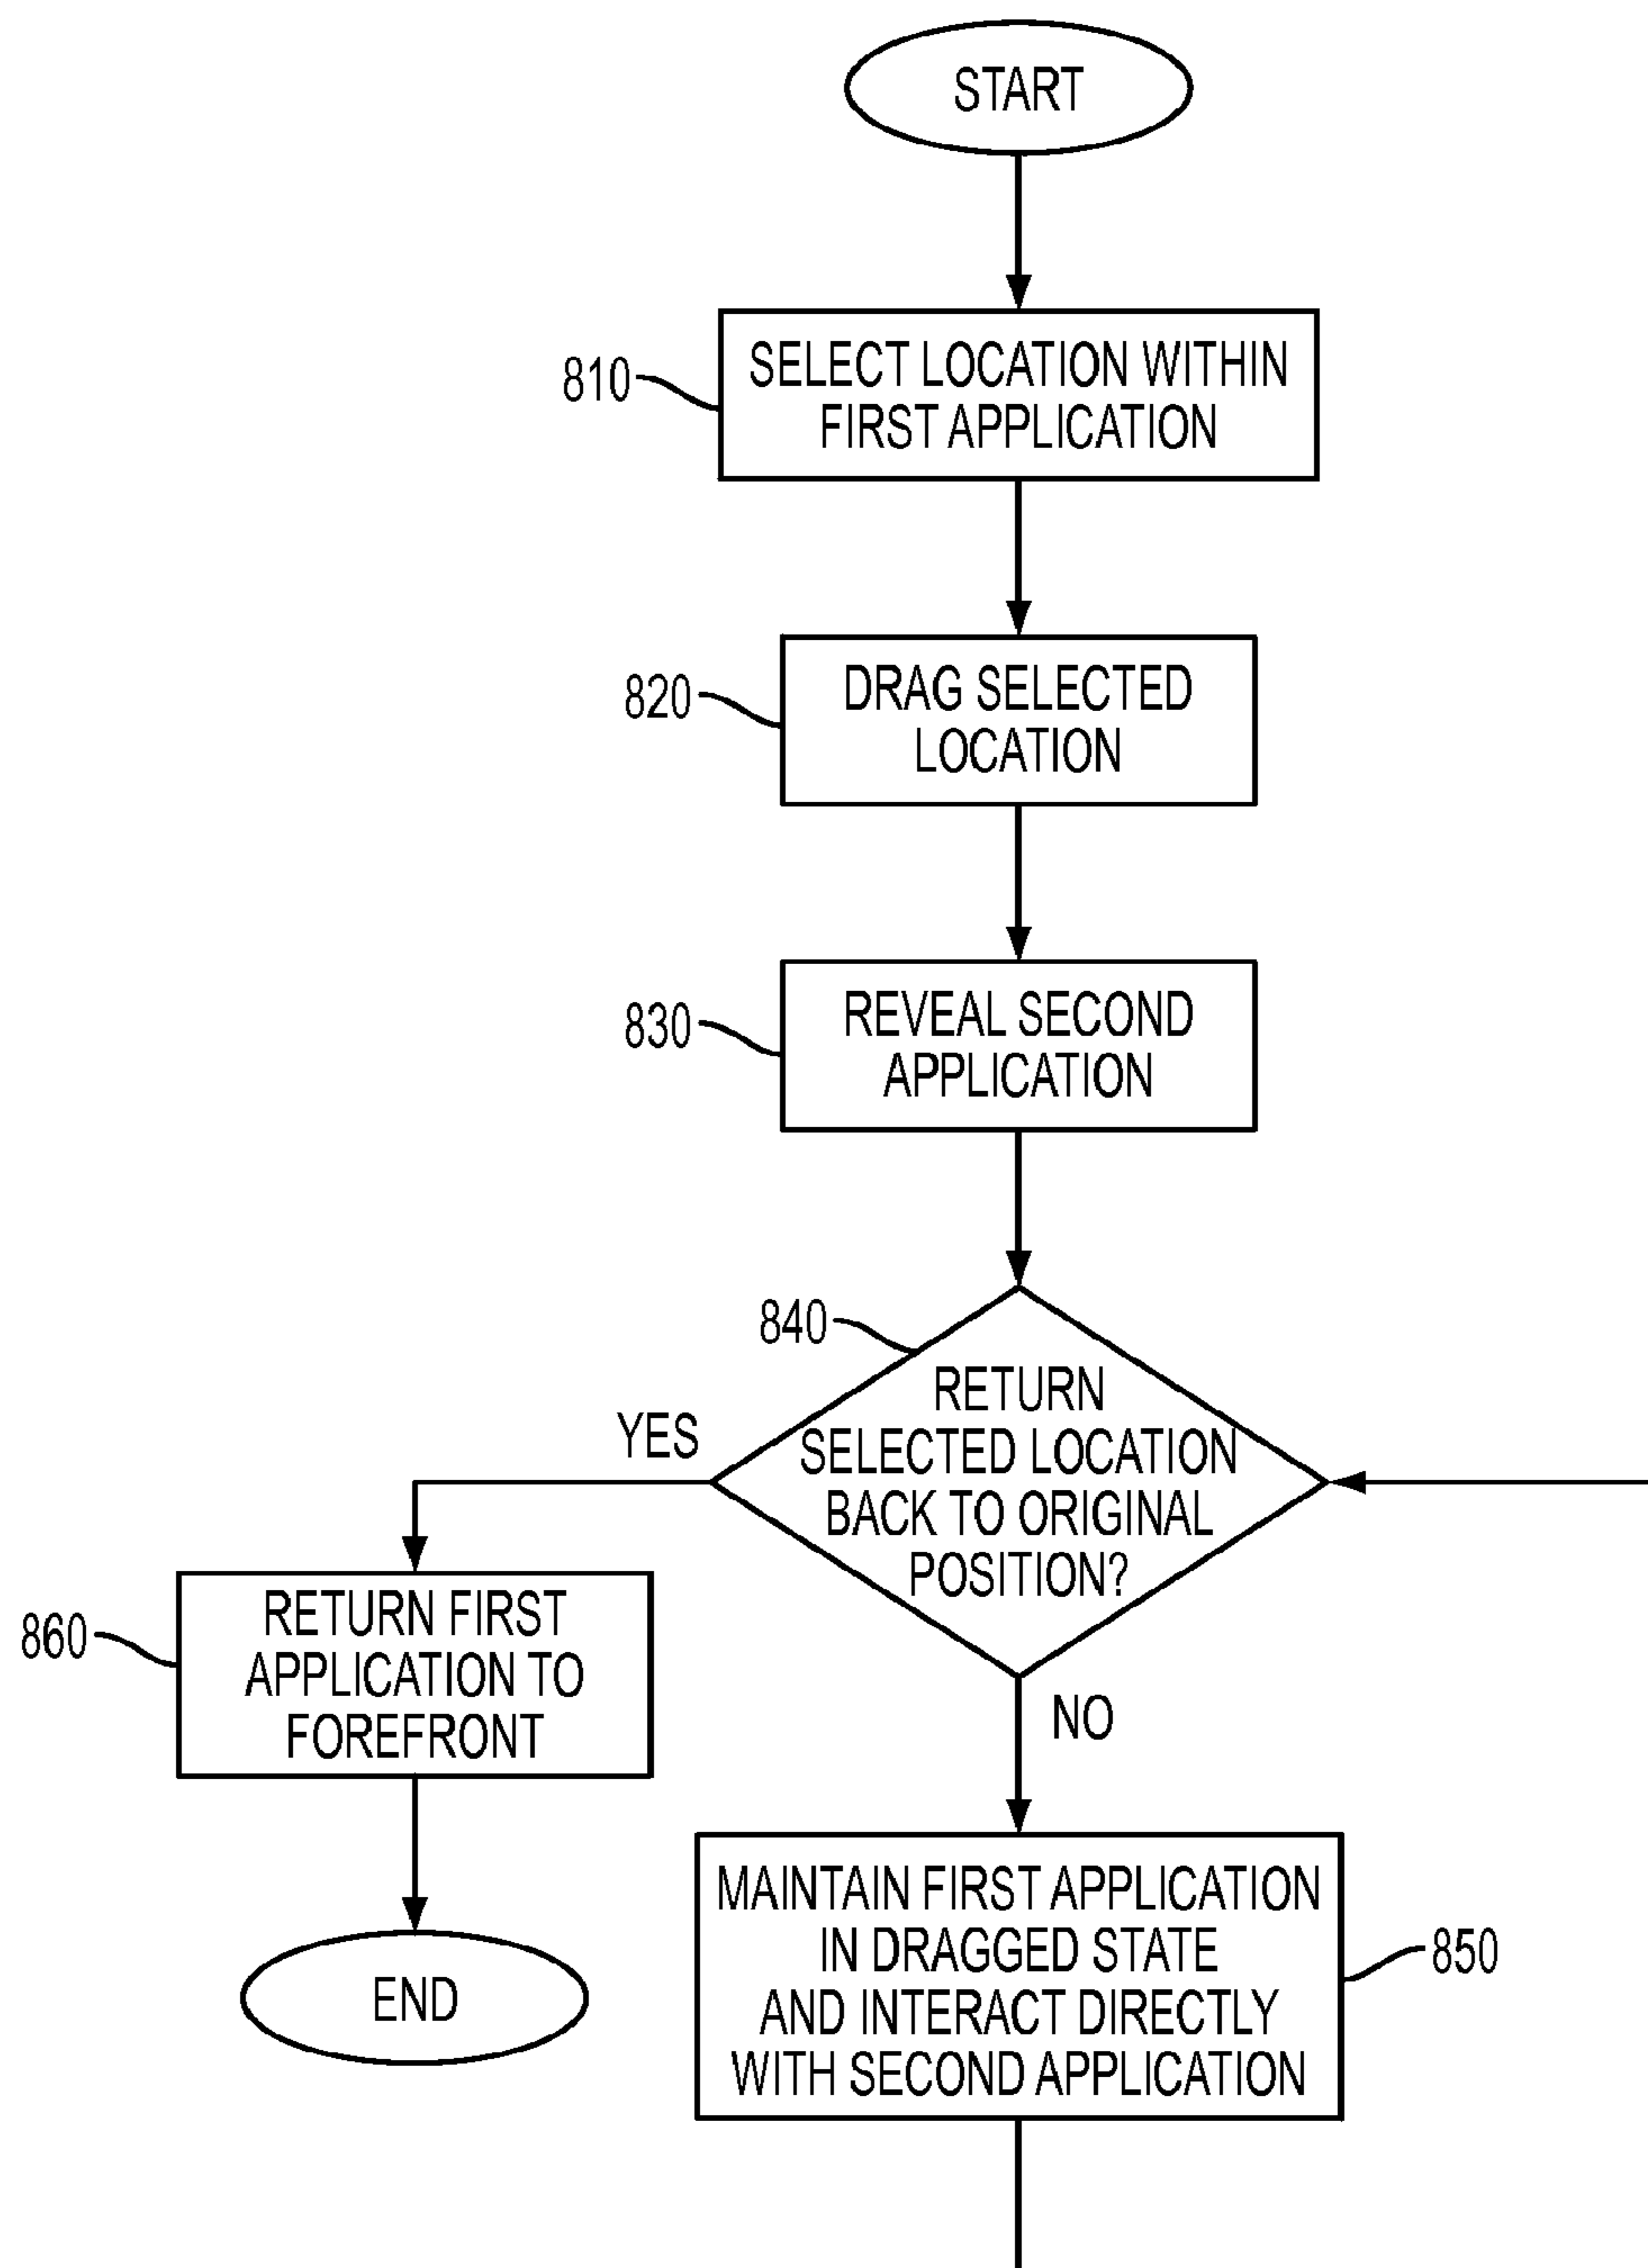 START
810
SELECT LOCATION WITHIN
FIRST APPLICATION
820
DRAG SELECTED
LOCATION
830
REVEAL SECOND
APPLICATION
840
RETURN
SELECTED LOCATION
BACK TO ORIGINAL
POSITION?
YES
NO
860
RETURN FIRST
APPLICATION TO
FOREFRONT
END
MAINTAIN FIRST APPLICATION
IN DRAGGED STATE
AND INTERACT DIRECTLY
WITH SECOND APPLICATION
850